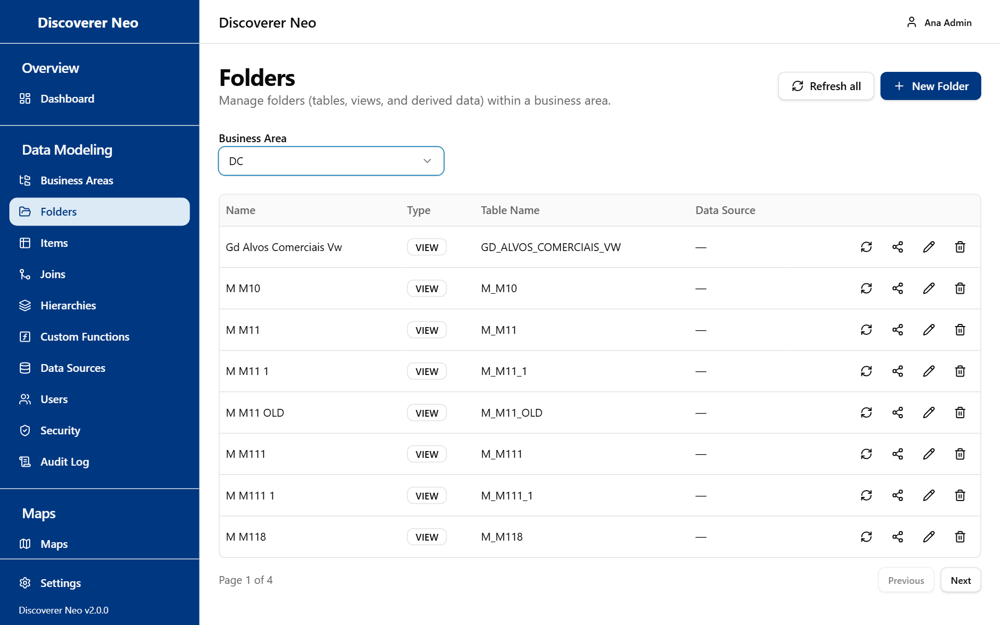 Discoverer Neo
Overview
Dashboard
Data Modeling
Business Areas
Folders
Items
Joins
Hierarchies
Custom Functions
Data Sources
Users
Security
Audit Log
Maps
Maps
Settings
Discoverer Neo v2.0.0
Discoverer Neo
Ana Admin
Folders
Manage folders (tables, views, and derived data) within a business area.
Refresh all
New Folder
Business Area
DC
Name Type Table Name Data Source
Gd Alvos Comerciais Vw VIEW GD_ALVOS_COMERCIAIS_VW —
M M10 VIEW M_M10 —
M M11 VIEW M_M11 —
M M11 1 VIEW M_M11_1 —
M M11 OLD VIEW M_M11_OLD —
M M111 VIEW M_M111 —
M M111 1 VIEW M_M111_1 —
M M118 VIEW M_M118 —
Page 1 of 4
Previous
Next